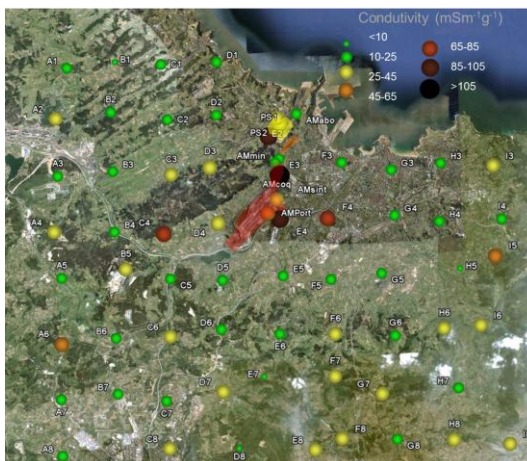 Condutivity (mSm⁻¹g⁻¹)
<10
10-25
25-45
45-65
65-85
85-105
>105
A1
B1
C1
D1
A2
B2
C2
D2
PS1
PS2
E2
AMabo
A3
B3
C3
D3
AMmin
E3
F3
G3
H3
I3
AMcoq
AMsint
AMPort
A4
B4
C4
D4
E4
F4
G4
H4
I4
A5
B5
C5
D5
E5
F5
G5
H5
I5
A6
B6
C6
D6
E6
F6
G6
H6
I6
A7
B7
C7
D7
E7
F7
G7
H7
A8
C8
D8
E8
F8
G8
H8